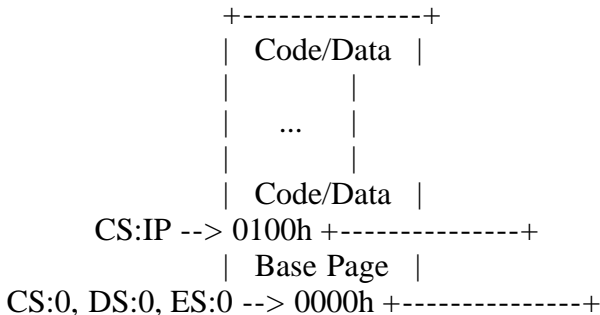 +---------------+
| Code/Data |
| |
| ... |
| |
| Code/Data |
CS:IP --> 0100h +---------------+
| Base Page |
CS:0, DS:0, ES:0 --> 0000h +---------------+